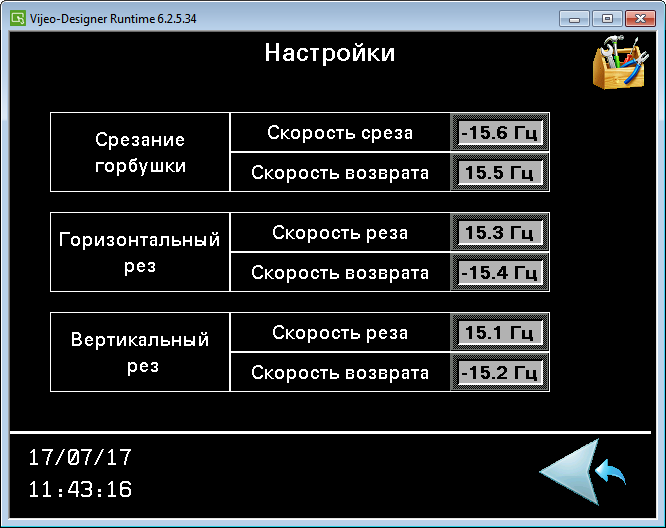 Vijeo-Designer Runtime 6.2.5.34
Настройки
Срезание
горбушки
Скорость среза
-15.6 Гц
Скорость возврата
15.5 Гц
Горизонтальный
рез
Скорость реза
15.3 Гц
Скорость возврата
-15.4 Гц
Вертикальный
рез
Скорость реза
15.1 Гц
Скорость возврата
-15.2 Гц
17/07/17
11:43:16